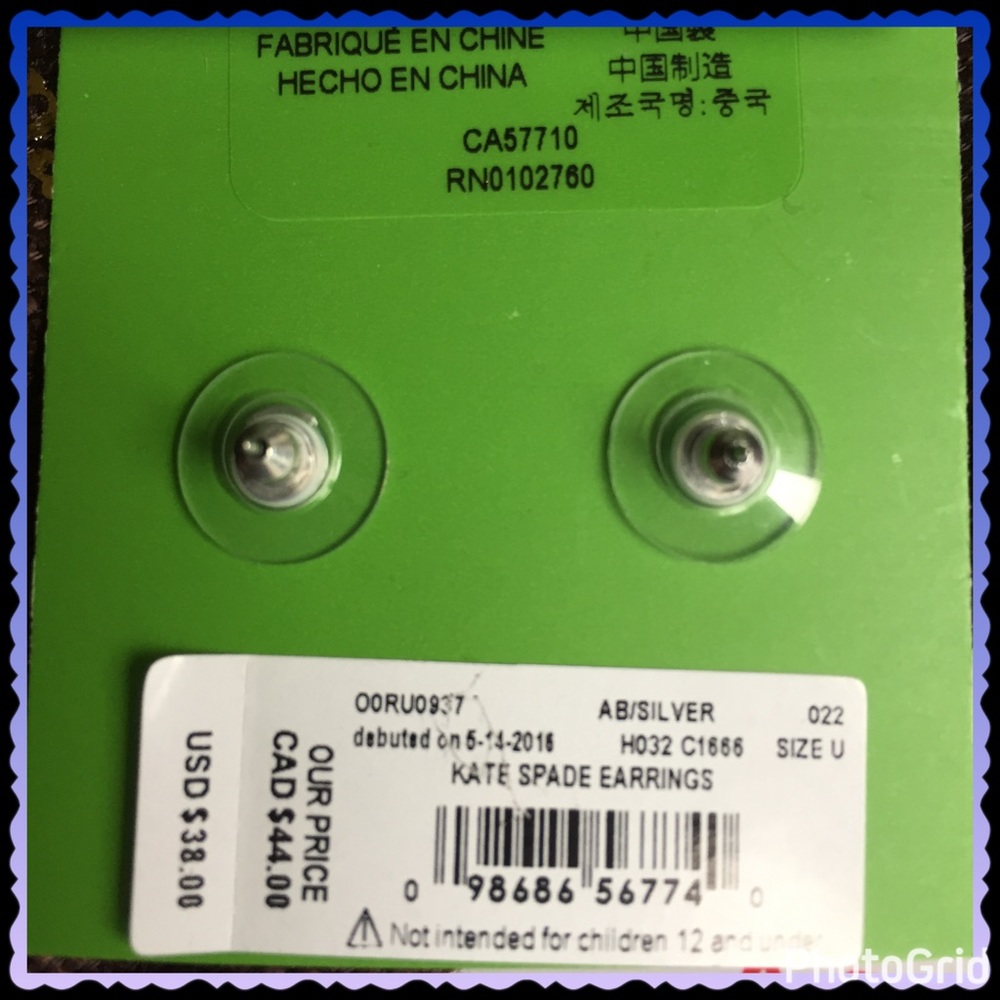 FABRIQUÉ EN CHINE
HECHO EN CHINA
中国製
中国制造
제조국명:중국
CA57710
RN0102760
OORU0937 AB/SILVER 022
debuted on 5-14-2016 H032 C1666 SIZE U
KATE SPADE EARRINGS
0 98686 56774 0
Not intended for children 12 and under
OUR PRICE
CAD $44.00
USD $38.00
PhotoGrid